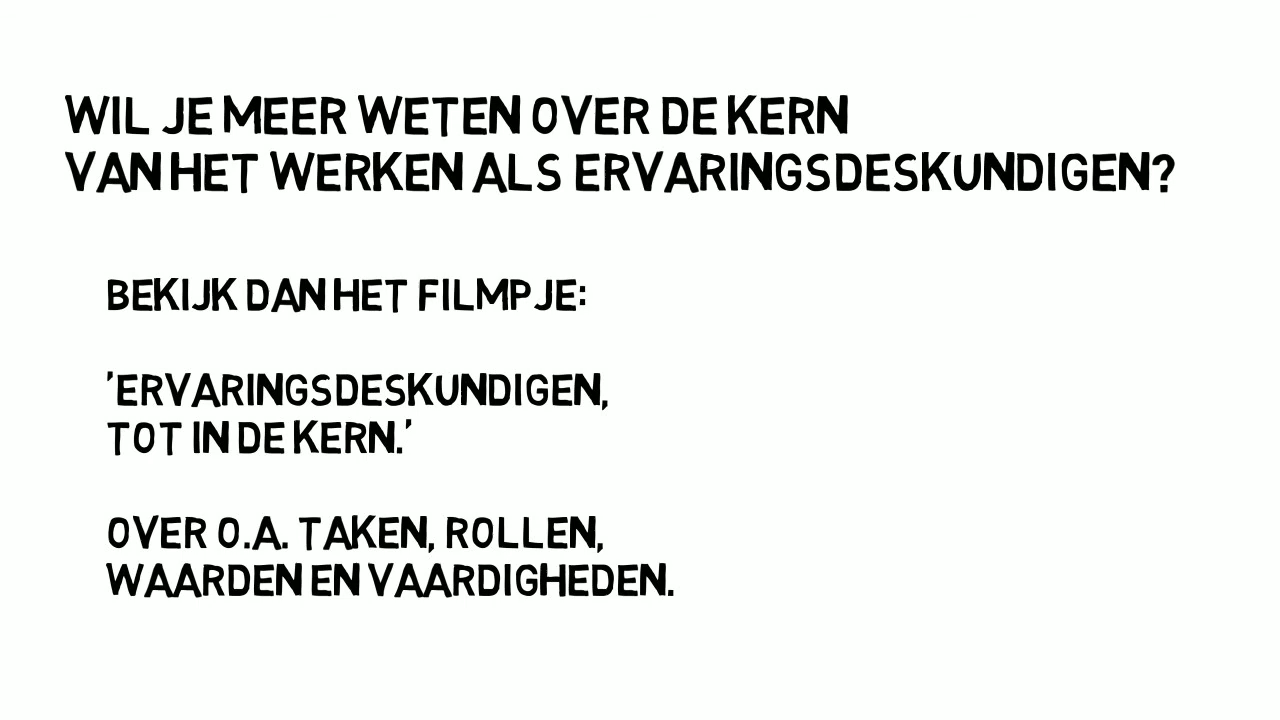 WIL JE MEER WETEN OVER DE KERN
VAN HET WERKEN ALS ERVARINGSDESKUNDIGEN?
BEKIJK DAN HET FILMPJE:
'ERVARINGSDESKUNDIGEN,
TOT IN DE KERN.'
OVER O.A. TAKEN, ROLLEN,
WAARDEN EN VAARDIGHEDEN.